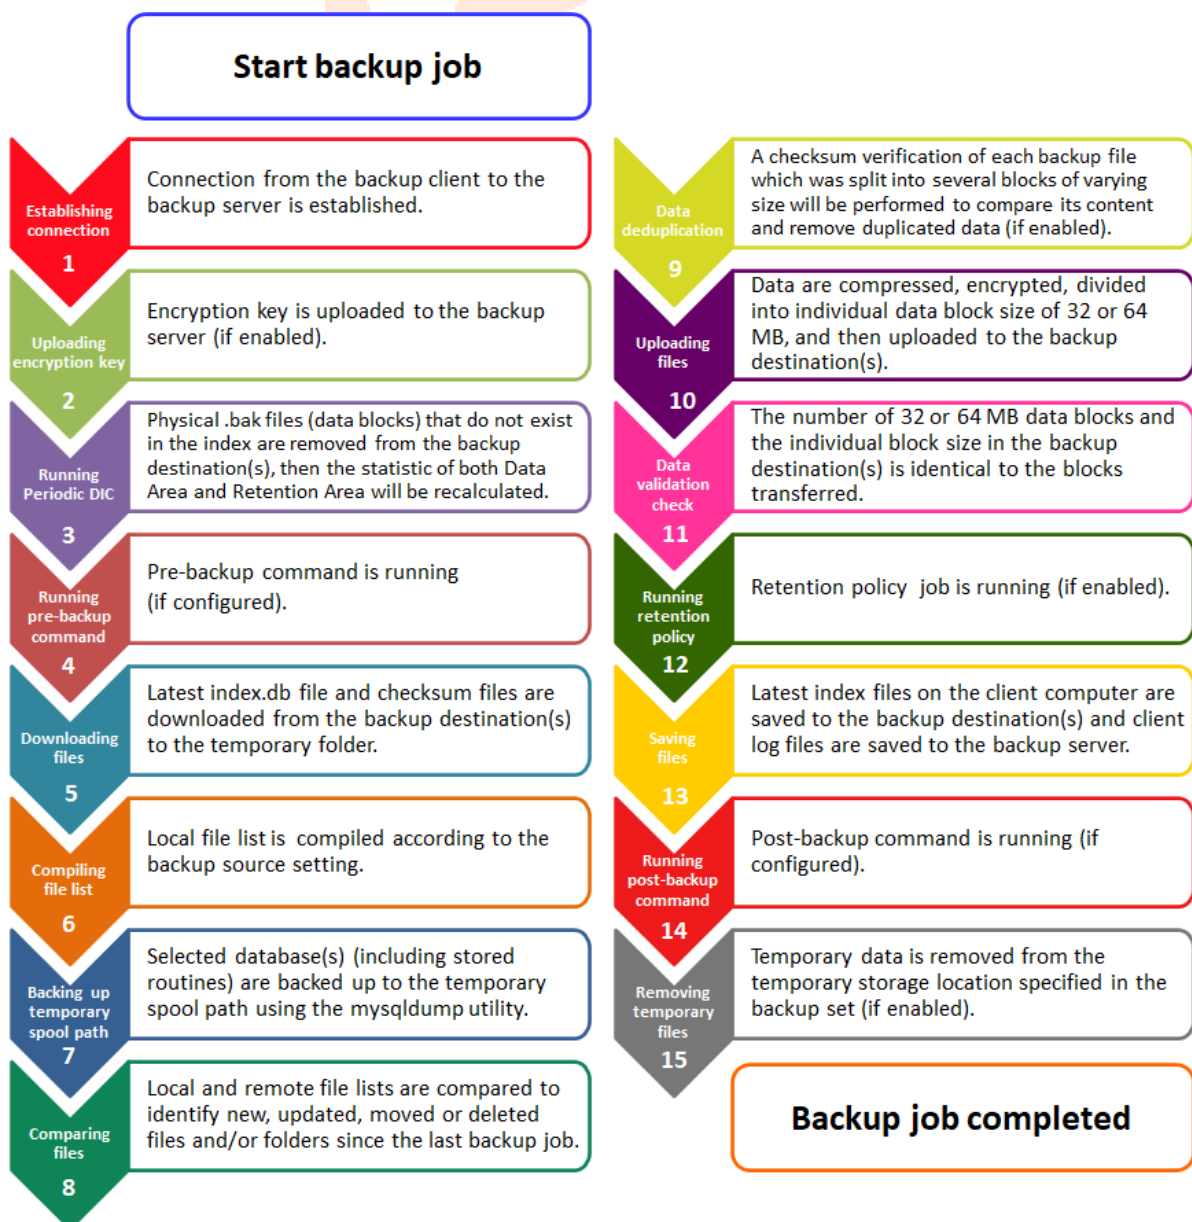 Start backup job
Establishing
connection
1
Connection from the backup client to the
backup server is established.
Uploading
encryption key
2
Encryption key is uploaded to the backup
server (if enabled).
Running
Periodic DIC
3
Physical .bak files (data blocks) that do not exist
in the index are removed from the backup
destination(s), then the statistic of both Data
Area and Retention Area will be recalculated.
Running
pre-backup
command
4
Pre-backup command is running
(if configured).
Downloading
files
5
Latest index.db file and checksum files are
downloaded from the backup destination(s)
to the temporary folder.
Compiling
file list
6
Local file list is compiled according to the
backup source setting.
Backing up
temporary
spool path
7
Selected database(s) (including stored
routines) are backed up to the temporary
spool path using the mysqldump utility.
Comparing
files
8
Local and remote file lists are compared to
identify new, updated, moved or deleted
files and/or folders since the last backup job.
Data
deduplication
9
A checksum verification of each backup file
which was split into several blocks of varying
size will be performed to compare its content
and remove duplicated data (if enabled).
Uploading
files
10
Data are compressed, encrypted, divided
into individual data block size of 32 or 64
MB, and then uploaded to the backup
destination(s).
Data
validation
check
11
The number of 32 or 64 MB data blocks and
the individual block size in the backup
destination(s) is identical to the blocks
transferred.
Running
retention
policy
12
Retention policy job is running (if enabled).
Saving
files
13
Latest index files on the client computer are
saved to the backup destination(s) and client
log files are saved to the backup server.
Running
post-backup
command
14
Post-backup command is running (if
configured).
Removing
temporary
files
15
Temporary data is removed from the
temporary storage location specified in the
backup set (if enabled).
Backup job completed